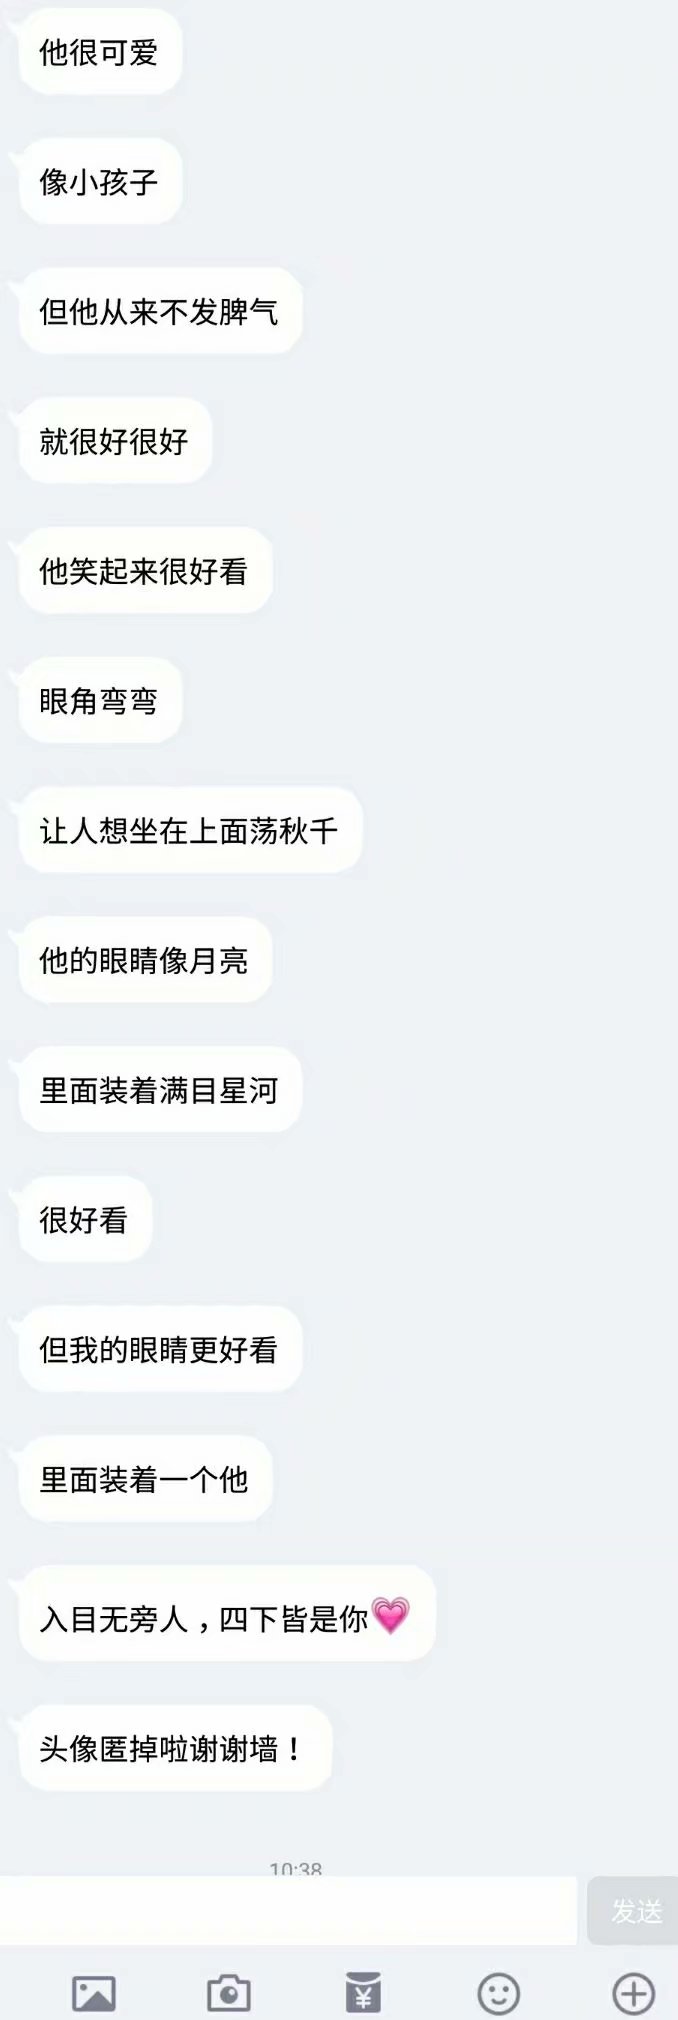 他很可爱
像小孩子
但他从来不发脾气
就很好很好
他笑起来很好看
眼角弯弯
让人想坐在上面荡秋千
他的眼睛像月亮
里面装着满目星河
很好看
但我的眼睛更好看
里面装着一个他
入目无旁人，四下皆是你💗
头像匿掉啦谢谢墙！
10:38
发送